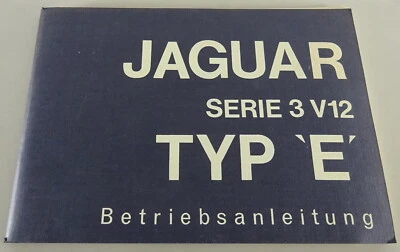 JAGUAR
SERIE 3 V12
TYP `E´
Betriebsanleitung